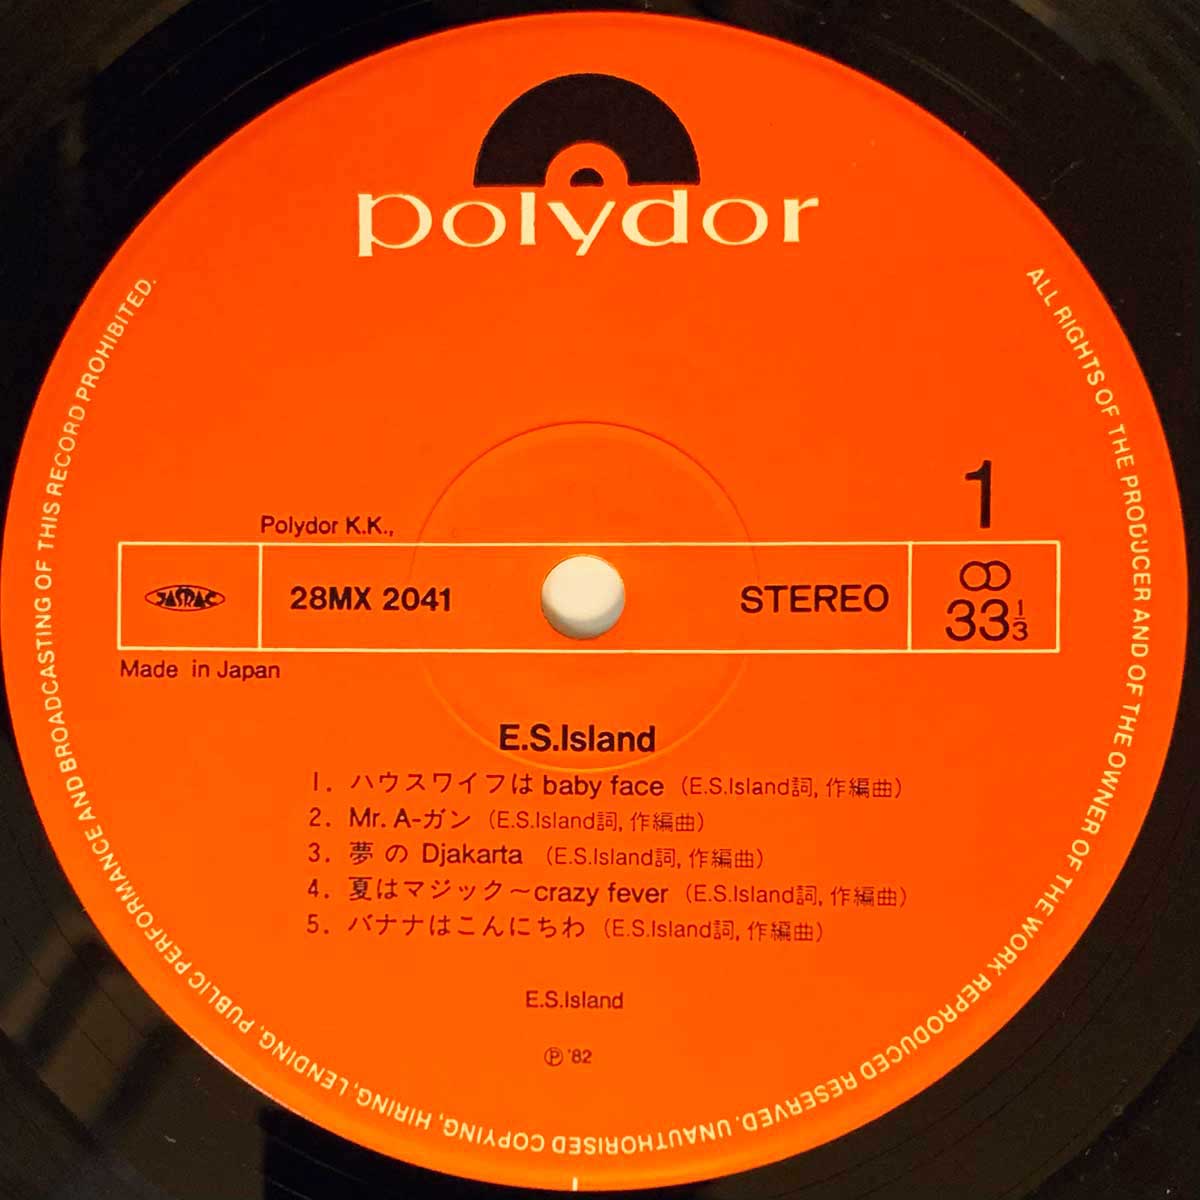 polydor
ALL RIGHTS OF THE PRODUCER AND OF THE OWNER OF THE WORK REPRODUCED RESERVED. UNAUTHORISED COPYING, HIRING, LENDING, PUBLIC PERFORMANCE AND BROADCASTING OF THIS RECORD PROHIBITED.
1
Polydor K.K.,
JASRAC
28MX 2041
STEREO
33 1/3
Made in Japan
E.S.Island
1. ハウスワイフは baby face (E.S.Island詞, 作編曲)
2. Mr. A-ガン (E.S.Island詞, 作編曲)
3. 夢の Djakarta (E.S.Island詞, 作編曲)
4. 夏はマジック〜crazy fever (E.S.Island詞, 作編曲)
5. バナナはこんにちわ (E.S.Island詞, 作編曲)
E.S.Island
Ⓟ '82